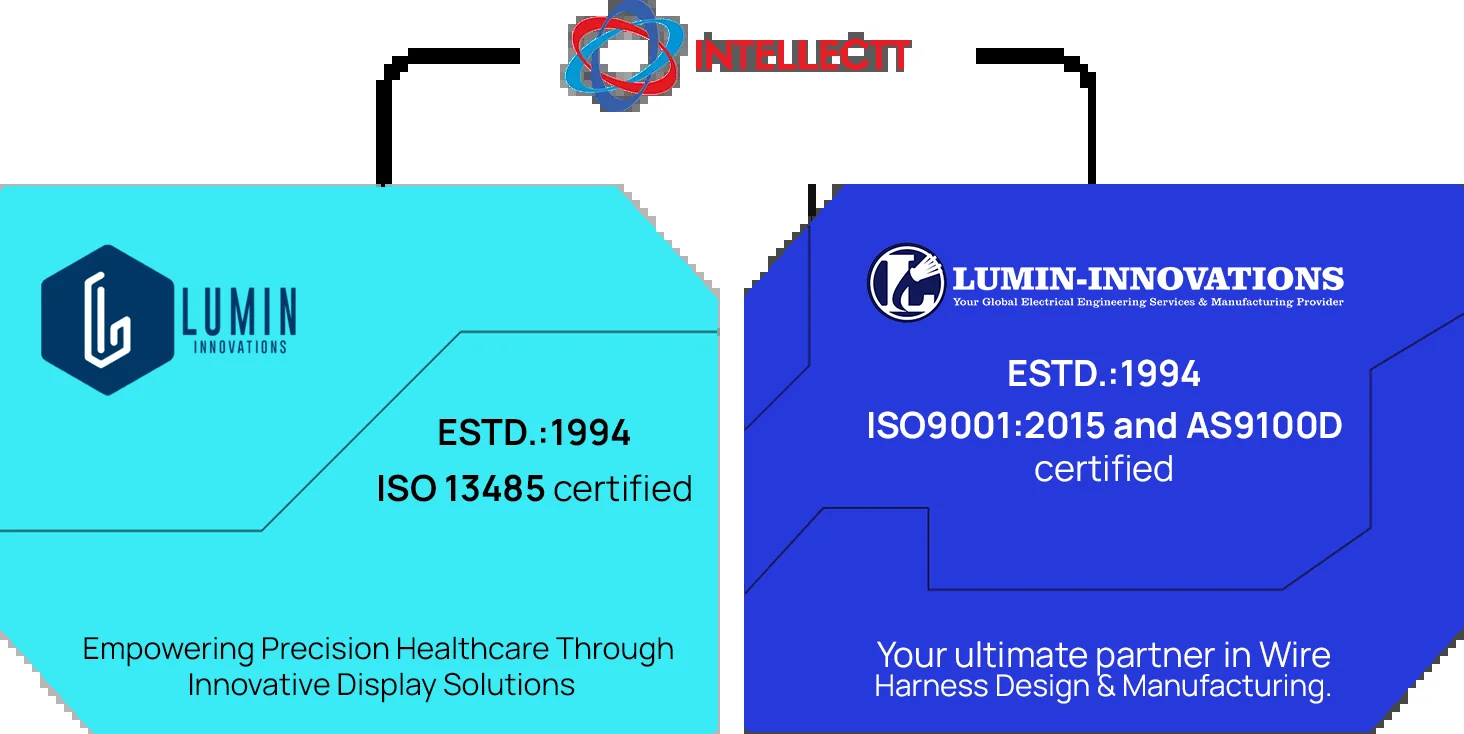 INTELLECTT
LUMIN
INNOVATIONS
ESTD.:1994
ISO 13485 certified
Empowering Precision Healthcare Through
Innovative Display Solutions
LUMIN-INNOVATIONS
Your Global Electrical Engineering Services & Manufacturing Provider
ESTD.:1994
ISO9001:2015 and AS9100D
certified
Your ultimate partner in Wire
Harness Design & Manufacturing.